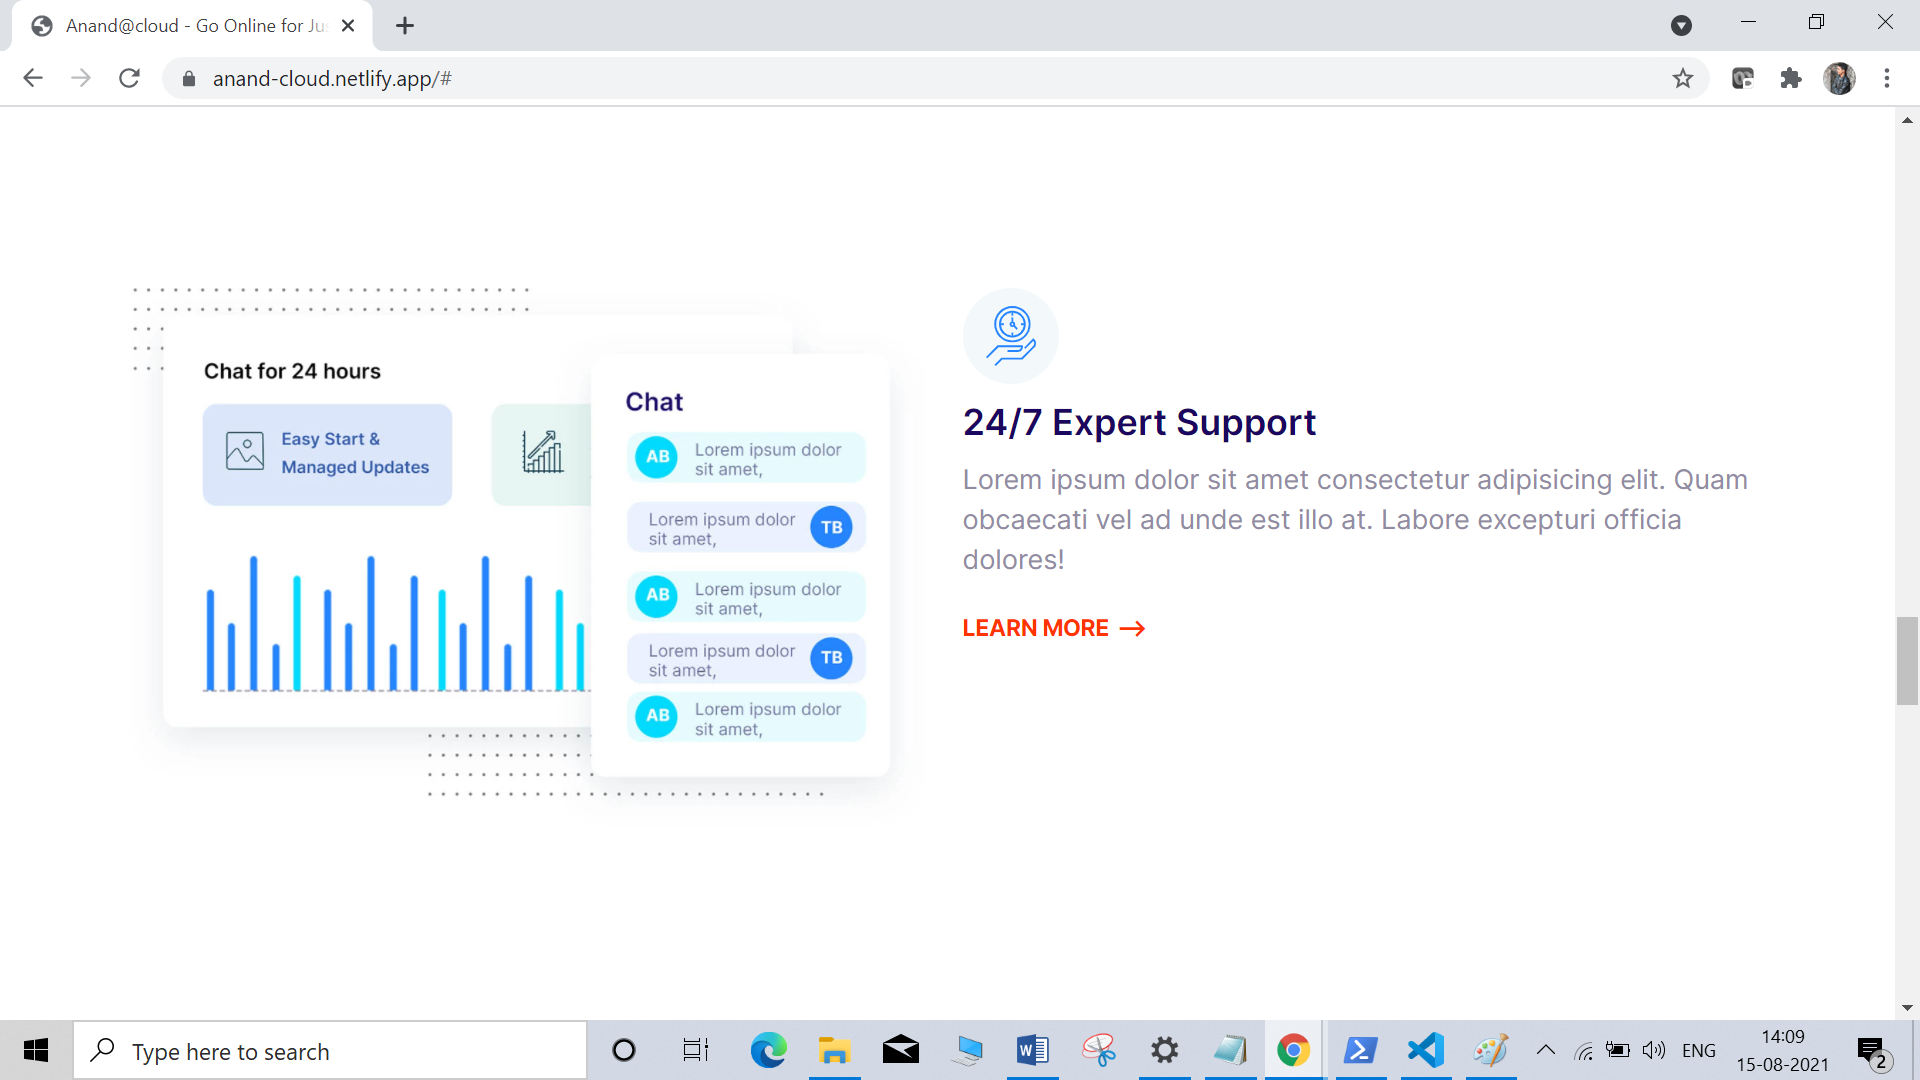 Anand@cloud - Go Online for Jus
anand-cloud.netlify.app/#
Chat for 24 hours
Easy Start &
Managed Updates
Chat
AB
Lorem ipsum dolor
sit amet,
Lorem ipsum dolor
sit amet,
TB
AB
Lorem ipsum dolor
sit amet,
Lorem ipsum dolor
sit amet,
TB
AB
Lorem ipsum dolor
sit amet,
24/7 Expert Support
Lorem ipsum dolor sit amet consectetur adipisicing elit. Quam
obcaecati vel ad unde est illo at. Labore excepturi officia
dolores!
LEARN MORE
Type here to search
ENG
14:09
15-08-2021
2